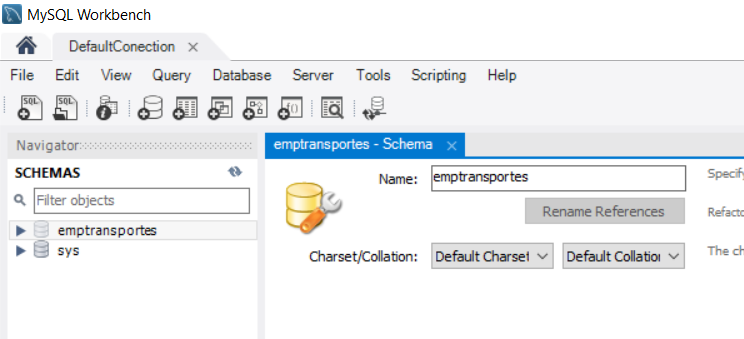 MySQL Workbench
DefaultConection ×
File Edit View Query Database Server Tools Scripting Help
SQL SQL f()
Navigator
SCHEMAS
Filter objects
emptransportes
sys
emptransportes - Schema ×
Name: emptransportes Specify
Rename References Refacto
Charset/Collation: Default Charset Default Collation The ch